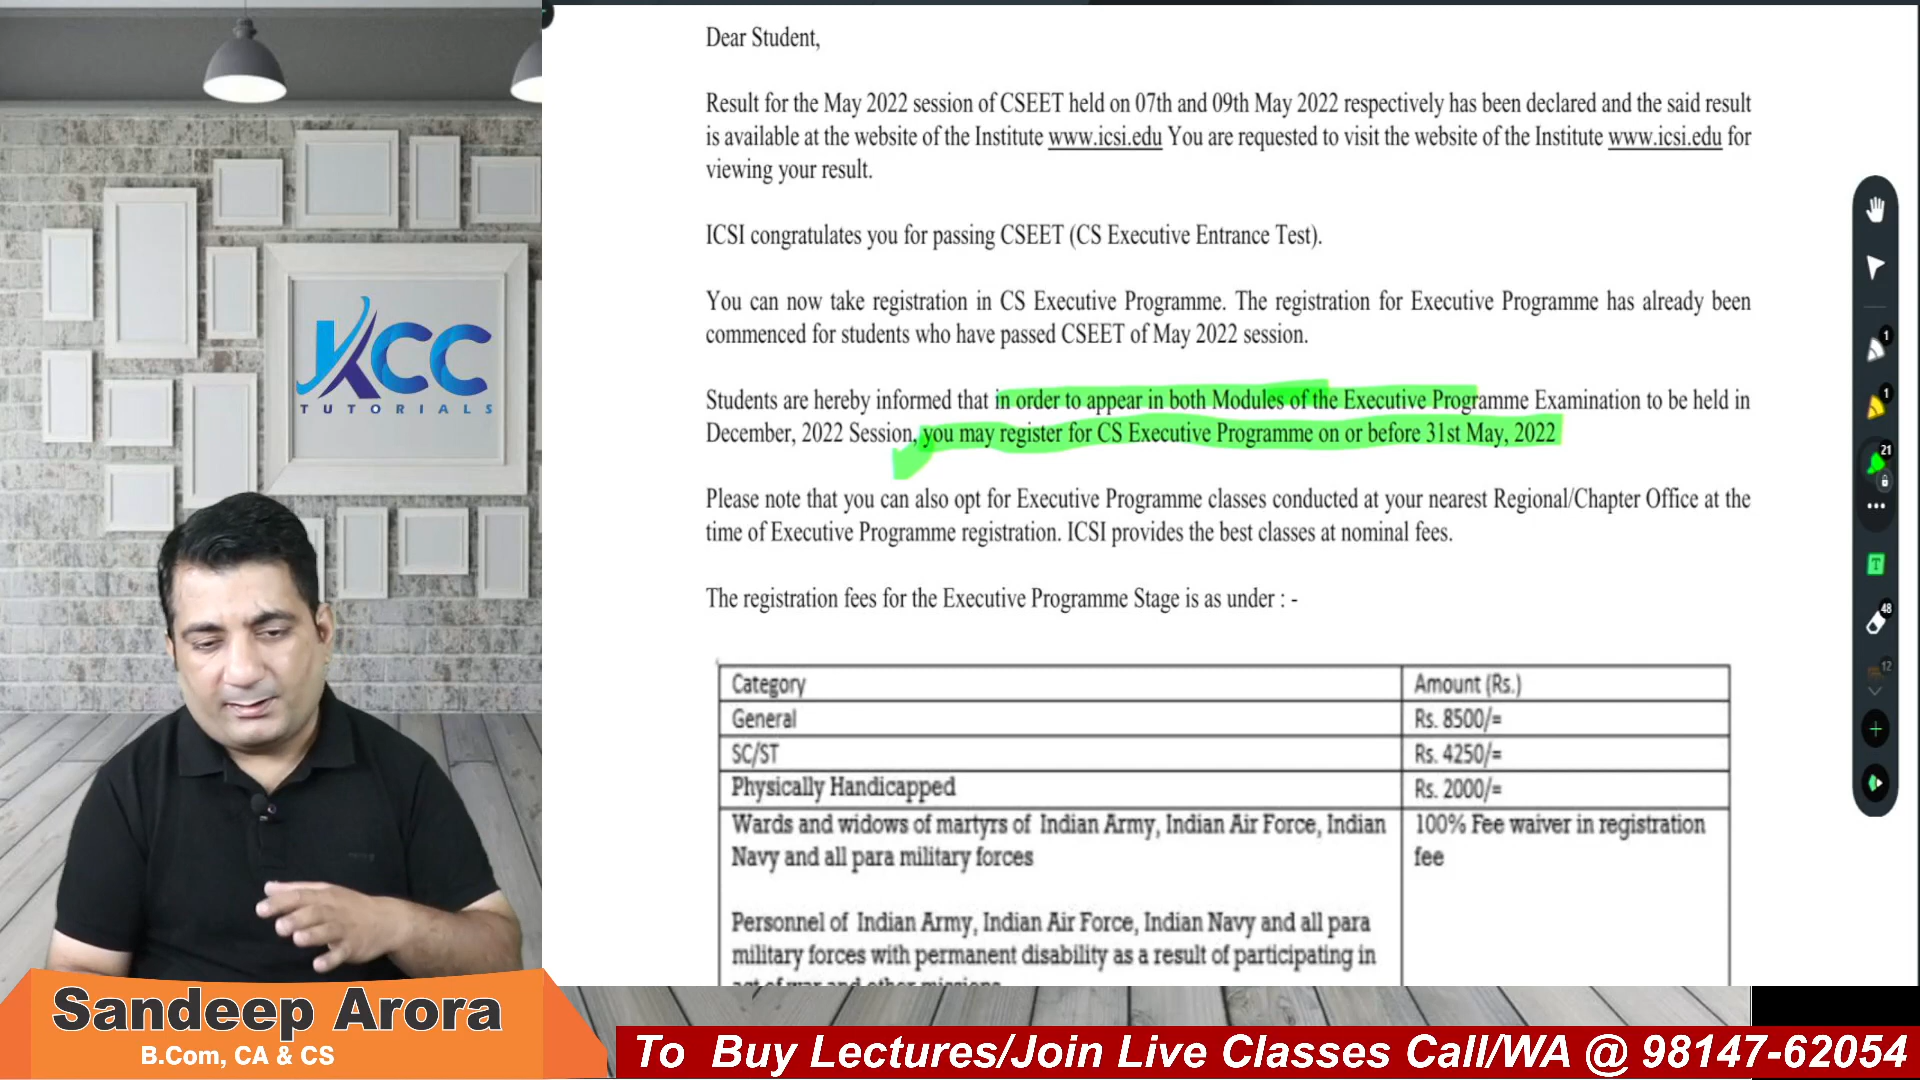 Dear Student,
Result for the May 2022 session of CSEET held on 07th and 09th May 2022 respectively has been declared and the said result
is available at the website of the Institute www.icsi.edu You are requested to visit the website of the Institute www.icsi.edu for
viewing your result.
ICSI congratulates you for passing CSEET (CS Executive Entrance Test).
You can now take registration in CS Executive Programme. The registration for Executive Programme has already been
commenced for students who have passed CSEET of May 2022 session.
Students are hereby informed that in order to appear in both Modules of the Executive Programme Examination to be held in
December, 2022 Session, you may register for CS Executive Programme on or before 31st May, 2022
Please note that you can also opt for Executive Programme classes conducted at your nearest Regional/Chapter Office at the
time of Executive Programme registration. ICSI provides the best classes at nominal fees.
The registration fees for the Executive Programme Stage is as under : -
Category Amount (Rs.)
General Rs. 8500/=
SC/ST Rs. 4250/=
Physically Handicapped Rs. 2000/=
Wards and widows of martyrs of Indian Army, Indian Air Force, Indian 100% Fee waiver in registration
Navy and all para military forces fee
Personnel of Indian Army, Indian Air Force, Indian Navy and all para
military forces with permanent disability as a result of participating in
act of war and other missions
KCC
TUTORIALS
1
1
21
T
48
12
Sandeep Arora
B.Com, CA & CS
To Buy Lectures/Join Live Classes Call/WA @ 98147-62054